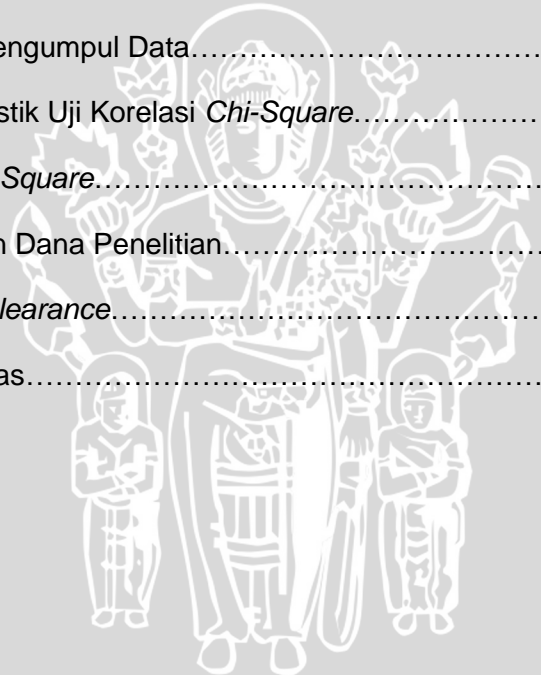 engumpul Data……………………………………
stik Uji Korelasi Chi-Square…………………
Square………………………………………………
n Dana Penelitian…………………………………
learance……………………………………………
as……………………………………………………